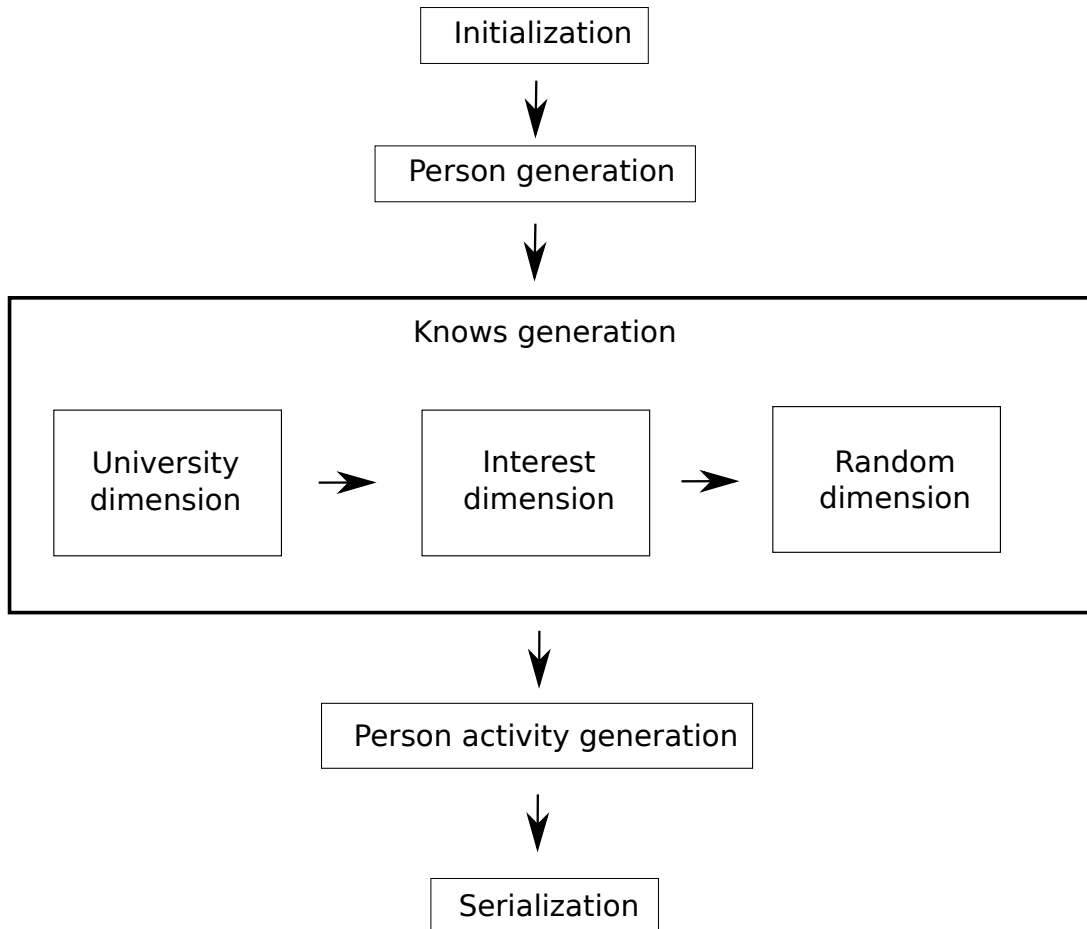 Initialization
Person generation
Knows generation
University
dimension
Interest
dimension
Random
dimension
Person activity generation
Serialization